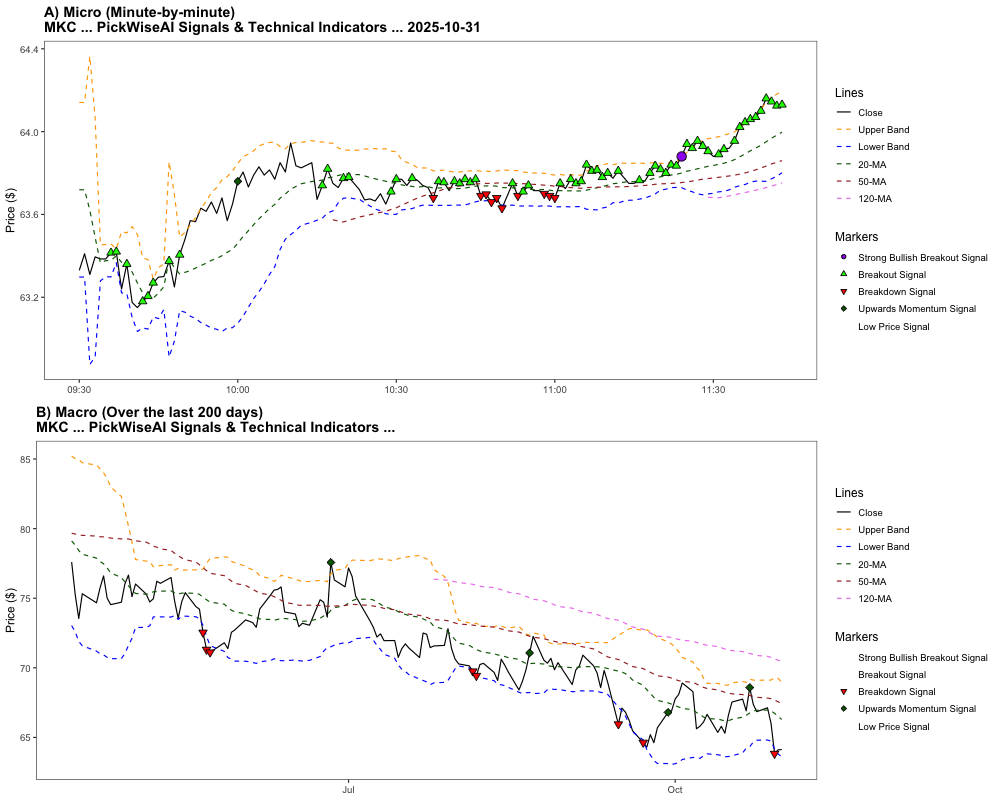 A) Micro (Minute-by-minute)
MKC ... PickWiseAI Signals & Technical Indicators ... 2025-10-31
64.4
64.0
63.6
63.2
Price ($)
09:30
10:00
10:30
11:00
11:30
Lines
Close
Upper Band
Lower Band
20-MA
50-MA
120-MA
Markers
Strong Bullish Breakout Signal
Breakout Signal
Breakdown Signal
Upwards Momentum Signal
Low Price Signal
B) Macro (Over the last 200 days)
MKC ... PickWiseAI Signals & Technical Indicators ...
85
80
75
70
65
Price ($)
Jul
Oct
Lines
Close
Upper Band
Lower Band
20-MA
50-MA
120-MA
Markers
Strong Bullish Breakout Signal
Breakout Signal
Breakdown Signal
Upwards Momentum Signal
Low Price Signal